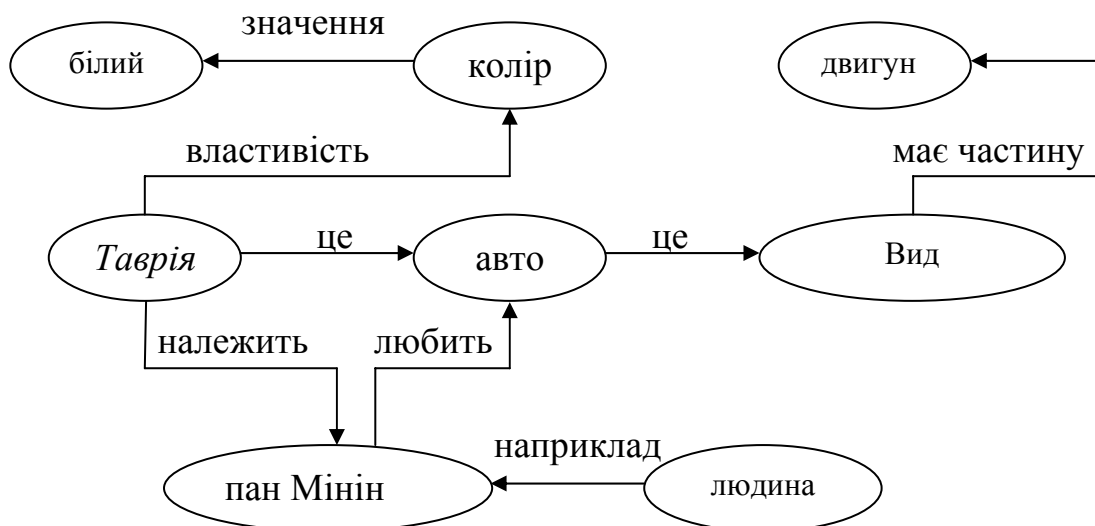 значення
білий
колір
двигун
властивість
має частину
Таврія
це
авто
це
Вид
належить
любить
наприклад
пан Мінін
людина